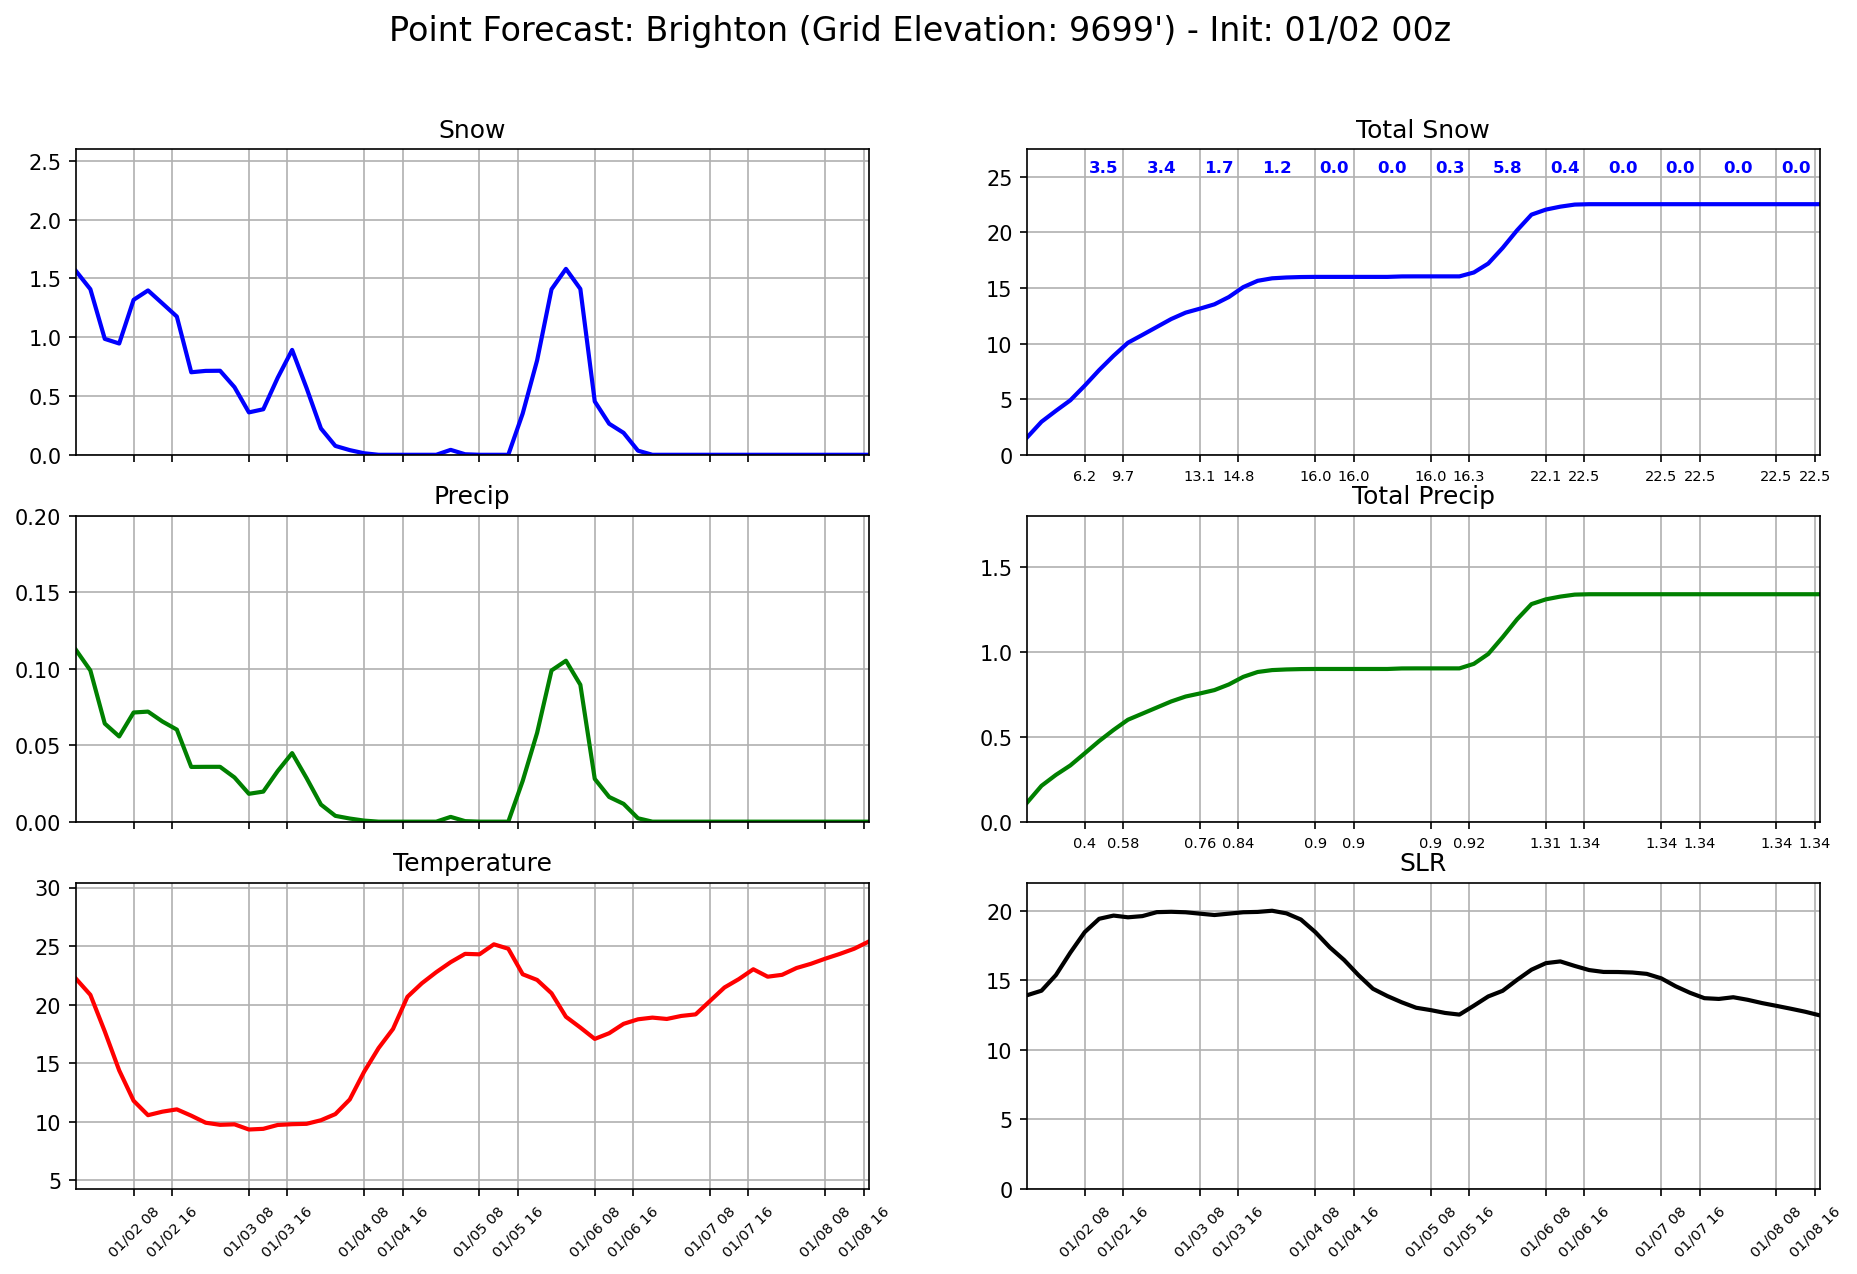 Point Forecast: Brighton (Grid Elevation: 9699') - Init: 01/02 00z
Snow
2.5
2.0
1.5
1.0
0.5
0.0
Total Snow
3.5 3.4 1.7 1.2 0.0 0.0 0.3 5.8 0.4 0.0 0.0 0.0 0.0
25
20
15
10
5
0
6.2 9.7 13.1 14.8 16.0 16.0 16.0 16.3 22.1 22.5 22.5 22.5 22.5 22.5
Precip
0.20
0.15
0.10
0.05
0.00
Total Precip
1.5
1.0
0.5
0.0
0.4 0.58 0.76 0.84 0.9 0.9 0.9 0.92 1.31 1.34 1.34 1.34 1.34 1.34
Temperature
30
25
20
15
10
5
01/02 08 01/02 16 01/03 08 01/03 16 01/04 08 01/04 16 01/05 08 01/05 16 01/06 08 01/06 16 01/07 08 01/07 16 01/08 08 01/08 16
SLR
20
15
10
5
0
01/02 08 01/02 16 01/03 08 01/03 16 01/04 08 01/04 16 01/05 08 01/05 16 01/06 08 01/06 16 01/07 08 01/07 16 01/08 08 01/08 16